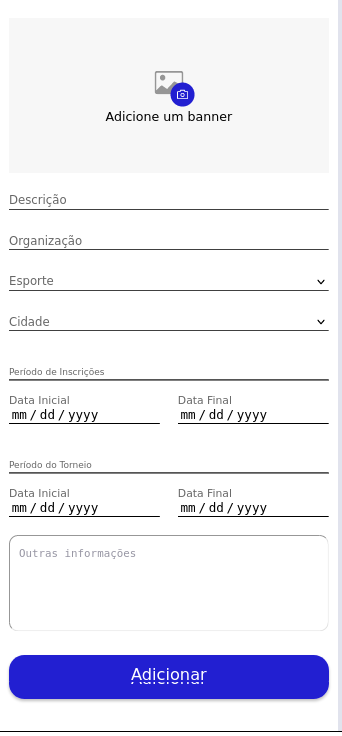 Adicione um banner
Descrição
Organização
Esporte
Cidade
Período de Inscrições
Data Inicial Data Final
mm/dd/yyyy mm/dd/yyyy
Período do Torneio
Data Inicial Data Final
mm/dd/yyyy mm/dd/yyyy
Outras informações
Adicionar